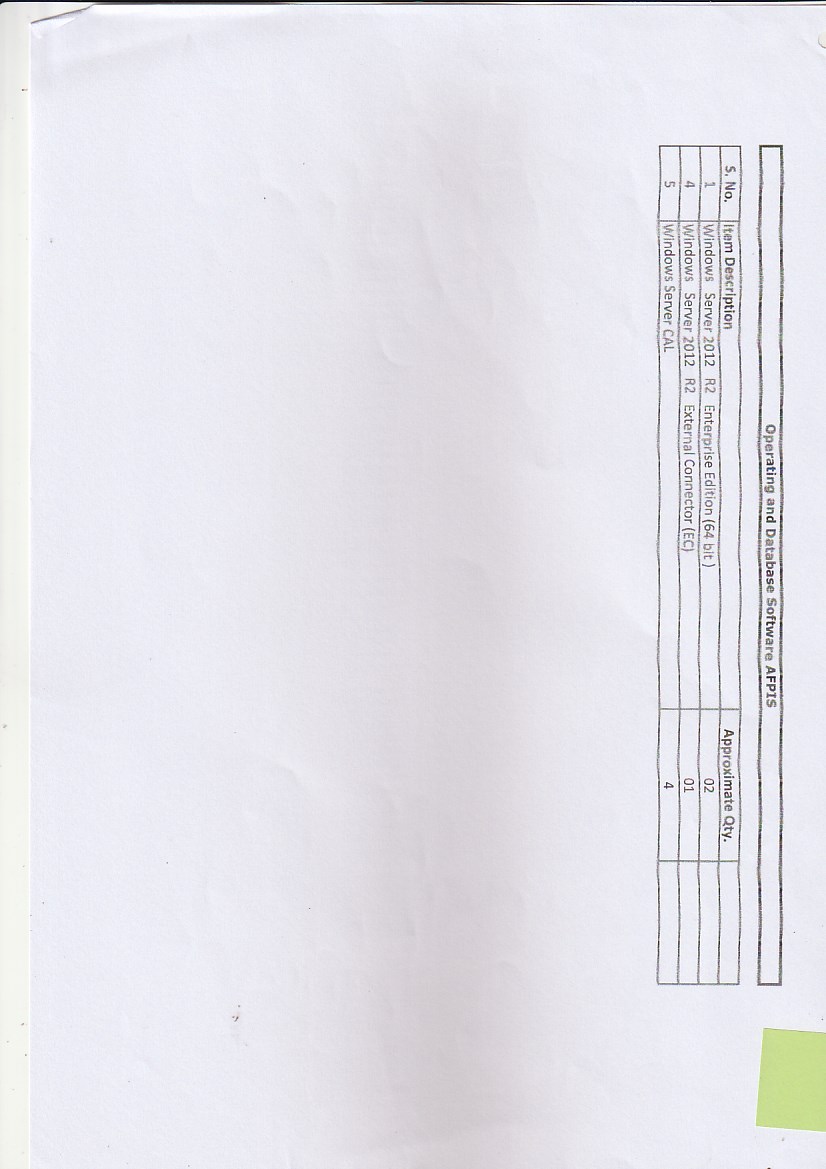 Operating and Database Software AFPIS
S. No. Item Description Approximate Qty.
1 Windows Server 2012 R2 Enterprise Edition (64 bit ) 02
4 Windows Server 2012 R2 External Connector (EC) 01
5 Windows Server CAL 4